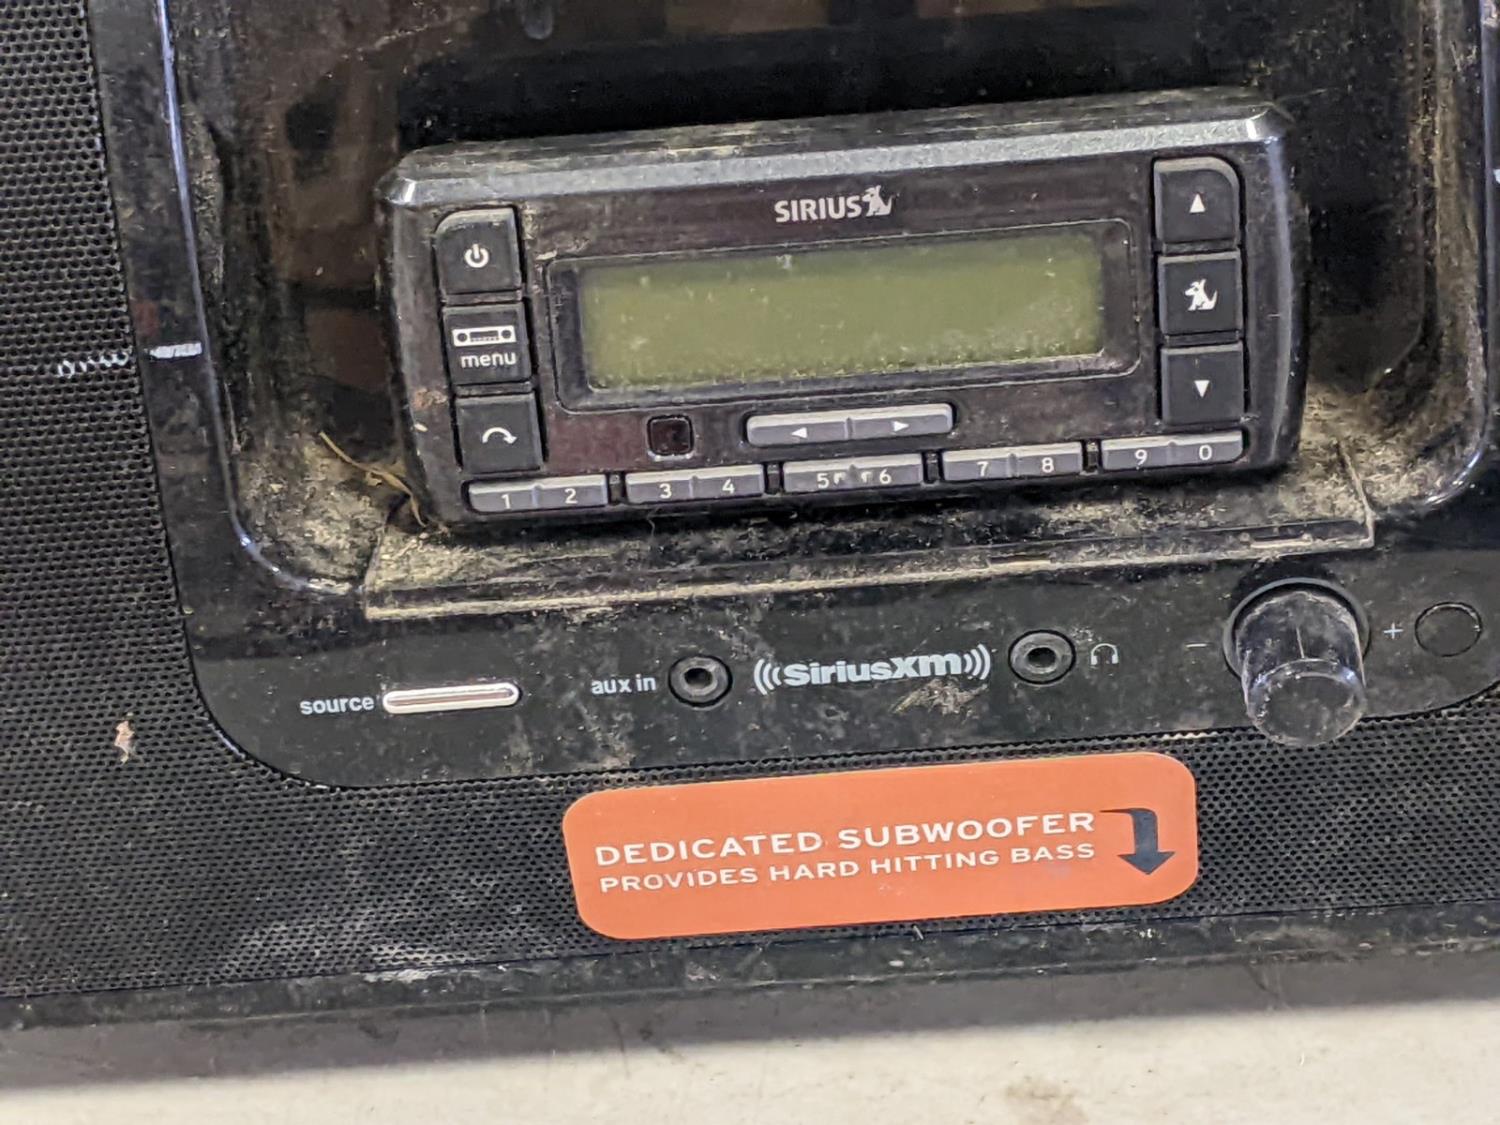 SIRIUS
menu
1 2 3 4 5 6 7 8 9 0
source
aux in
((( siriusxm )))
- +
DEDICATED SUBWOOFER
PROVIDES HARD HITTING BASS